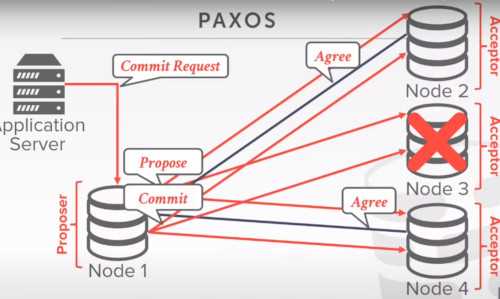 PAXOS
Commit Request
Agree
Acceptor
Node 2
Application
Server
Propose
Acceptor
Node 3
Commit
Agree
Proposer
Node 1
Acceptor
Node 4